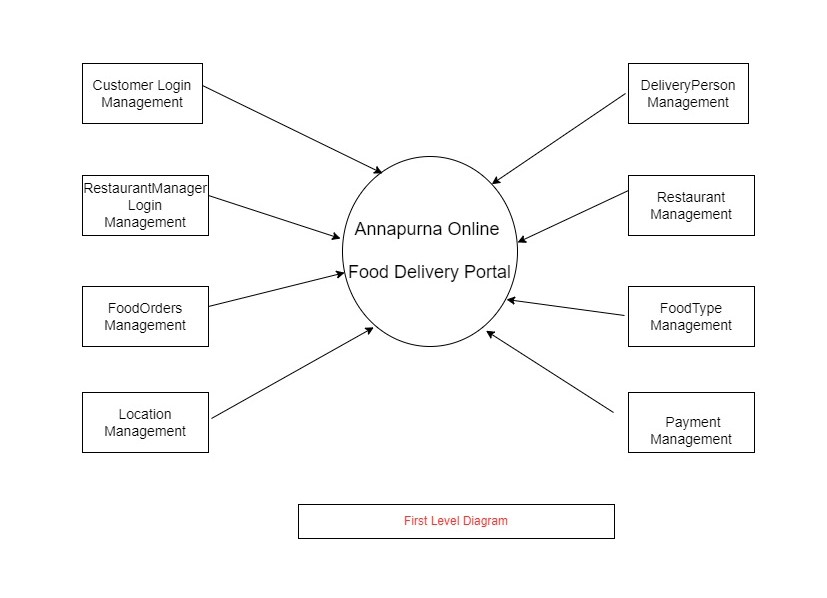 Customer Login
Management
DeliveryPerson
Management
RestaurantManager
Login
Management
Restaurant
Management
Annapurna Online
Food Delivery Portal
FoodOrders
Management
FoodType
Management
Location
Management
Payment
Management
First Level Diagram